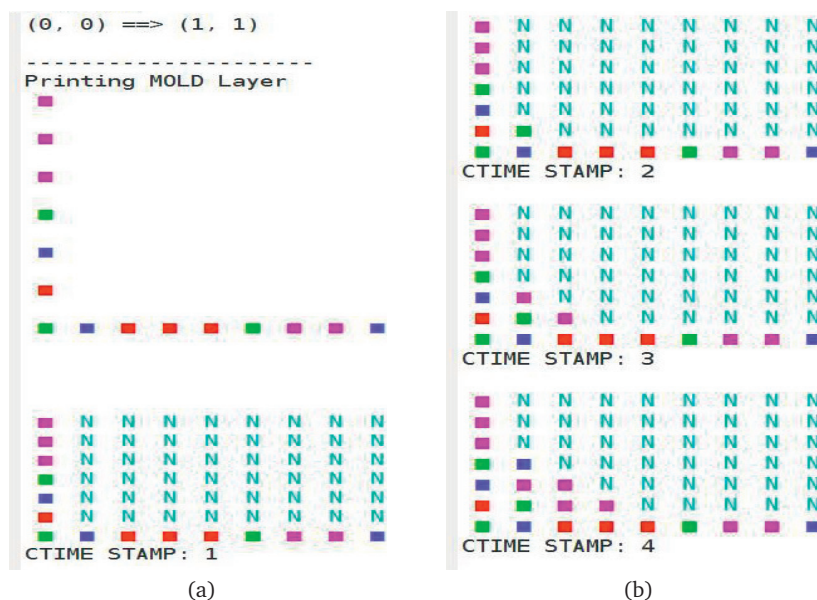 (0, 0) ==> (1, 1)
---------------------
Printing MOLD Layer
N N N N N N N N
N N N N N N N N
N N N N N N N N
N N N N N N N N
N N N N N N N N
N N N N N N N N
CTIME STAMP: 1
(a)
N N N N N N N N
N N N N N N N N
N N N N N N N N
N N N N N N N N
N N N N N N N N
N N N N N N N
CTIME STAMP: 2
N N N N N N N N
N N N N N N N N
N N N N N N N N
N N N N N N N N
N N N N N N N
N N N N N N
CTIME STAMP: 3
N N N N N N N N
N N N N N N N N
N N N N N N N N
N N N N N N N
N N N N N N
N N N N N
CTIME STAMP: 4
(b)